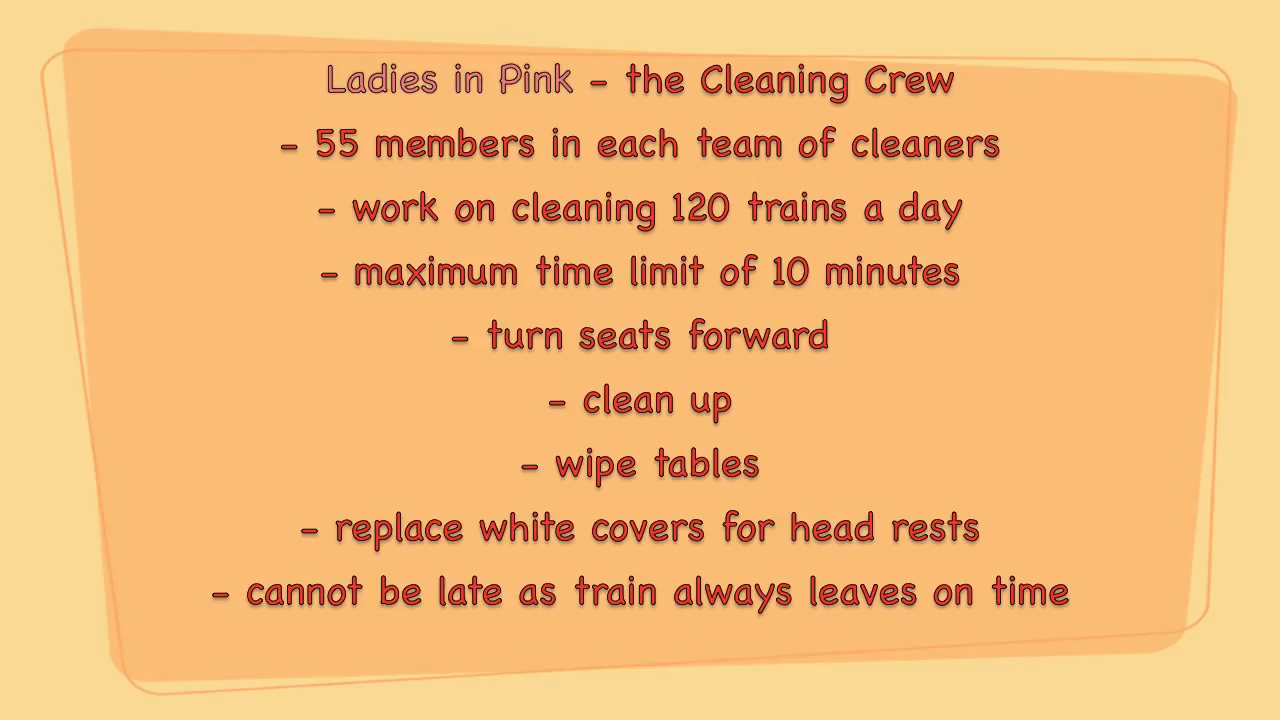 Ladies in Pink - the Cleaning Crew
- 55 members in each team of cleaners
- work on cleaning 120 trains a day
- maximum time limit of 10 minutes
- turn seats forward
- clean up
- wipe tables
- replace white covers for head rests
- cannot be late as train always leaves on time